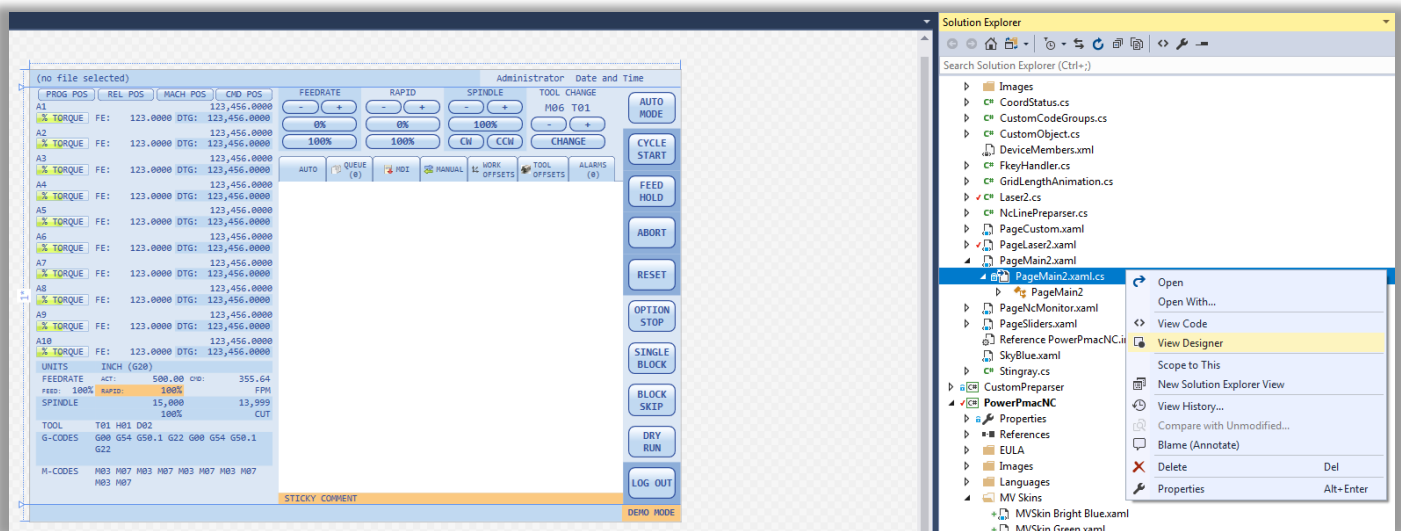 Solution Explorer
Search Solution Explorer (Ctrl+;)
(no file selected) Administrator Date and Time
PROG POS REL POS MACH POS CMD POS
A1 123,456.0000
% TORQUE FE: 123.0000 DTG: 123,456.0000
A2 123,456.0000
% TORQUE FE: 123.0000 DTG: 123,456.0000
A3 123,456.0000
% TORQUE FE: 123.0000 DTG: 123,456.0000
A4 123,456.0000
% TORQUE FE: 123.0000 DTG: 123,456.0000
A5 123,456.0000
% TORQUE FE: 123.0000 DTG: 123,456.0000
A6 123,456.0000
% TORQUE FE: 123.0000 DTG: 123,456.0000
A7 123,456.0000
% TORQUE FE: 123.0000 DTG: 123,456.0000
A8 123,456.0000
% TORQUE FE: 123.0000 DTG: 123,456.0000
A9 123,456.0000
% TORQUE FE: 123.0000 DTG: 123,456.0000
A10 123,456.0000
% TORQUE FE: 123.0000 DTG: 123,456.0000
UNITS INCH (G20)
FEEDRATE ACT: 500.00 CMD: 355.64
FEED: 100% RAPID: 100% FPM
SPINDLE 15,000 13,999
100% CUT
TOOL T01 H01 D02
G-CODES G00 G54 G50.1 G22 G00 G54 G50.1
G22
M-CODES M03 M07 M03 M07 M03 M07 M03 M07
M03 M07
FEEDRATE RAPID SPINDLE TOOL CHANGE
- + - + - + M06 T01
0% 0% 100% - +
100% 100% CW CCW CHANGE
AUTO
QUEUE
(0)
MDI
MANUAL
WORK
OFFSETS
TOOL
OFFSETS
ALARMS
(0)
STICKY COMMENT
AUTO
MODE
CYCLE
START
FEED
HOLD
ABORT
RESET
OPTION
STOP
SINGLE
BLOCK
BLOCK
SKIP
DRY
RUN
LOG OUT
DEMO MODE
Images
C# CoordStatus.cs
C# CustomCodeGroups.cs
C# CustomObject.cs
DeviceMembers.xml
C# FkeyHandler.cs
C# GridLengthAnimation.cs
C# Laser2.cs
C# NcLinePreparser.cs
PageCustom.xaml
PageLaser2.xaml
PageMain2.xaml
PageMain2.xaml.cs
PageMain2
PageNcMonitor.xaml
PageSliders.xaml
Reference PowerPmacNC.i
SkyBlue.xaml
C# Stingray.cs
C# CustomPreparser
C# PowerPmacNC
Properties
References
EULA
Images
Languages
MV Skins
MVSkin Bright Blue.xaml
MVSkin Green.xaml
Open
Open With...
View Code
View Designer
Scope to This
New Solution Explorer View
View History...
Compare with Unmodified...
Blame (Annotate)
Delete Del
Properties Alt+Enter